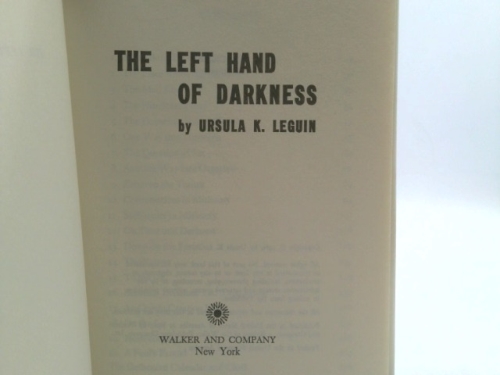 THE LEFT HAND
OF DARKNESS
by URSULA K. LEGUIN
WALKER AND COMPANY
New York